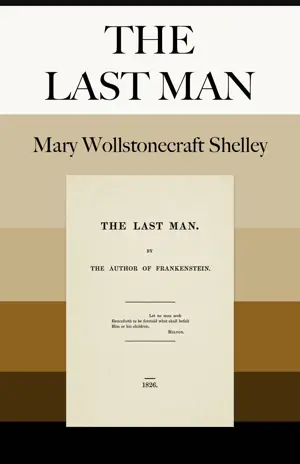 THE
LAST MAN
Mary Wollstonecraft Shelley
THE LAST MAN.
BY
THE AUTHOR OF FRANKENSTEIN.
Let no man seek
Henceforth to be foretold what shall befall
Him or his children.
MILTON.
1826.